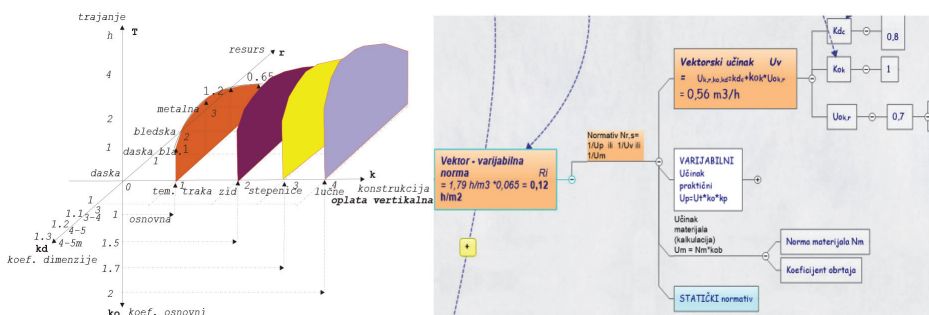 trajanje
T
h
resurs
r
4
0.65
1.2
metalna
3
2
bledska
2
1
daska bla.
1
1
k
daska
0
1
2
3
4
konstrukcija
tem. traka zid stepenice lučne
oplata vertikalna
1
1
osnovna
1.1
3-4
1.2
4-5
1.3
4-5m
1.5
kd
koef. dimenzije
1.7
2
ko
koef. osnovni
Kdc
0,8
Vektorski učinak Uv
= Uk,r,ko,kd=kdc+kok*Uok,r
= 0,56 m3/h
Kok
1
Uok,r
0,7
Normativ Nr,s=
1/Up ili 1/Uv ili
1/Um
Vektor - varijabilna
norma Ri
= 1,79 h/m3 *0,065 = 0,12
h/m2
VARIJABILNI
Učinak
praktični
Up=Ut*ko*kp
Učinak
materijala
(kalkulacija)
Um = Nm*kob
Norma materijala Nm
Koeficijent obrtaja
STATIČKI normativ